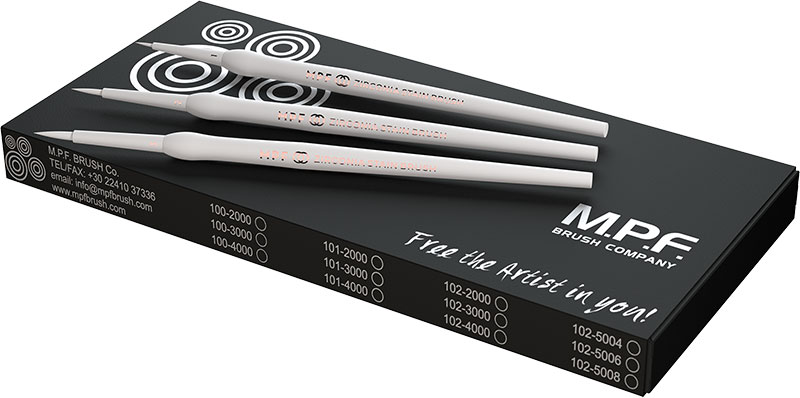 M.P.F. ZIRCONIA STAIN BRUSH
M.P.F. ZIRCONIA STAIN BRUSH
M.P.F. ZIRCONIA STAIN BRUSH
M.P.F.
BRUSH COMPANY
Free the Artist in you!
M.P.F. BRUSH Co.
TEL/FAX: +30 22410 37336
email: info@mpfbrush.com
www.mpfbrush.com
100-2000
100-3000
100-4000
101-2000
101-3000
101-4000
102-2000
102-3000
102-4000
102-5004
102-5006
102-5008